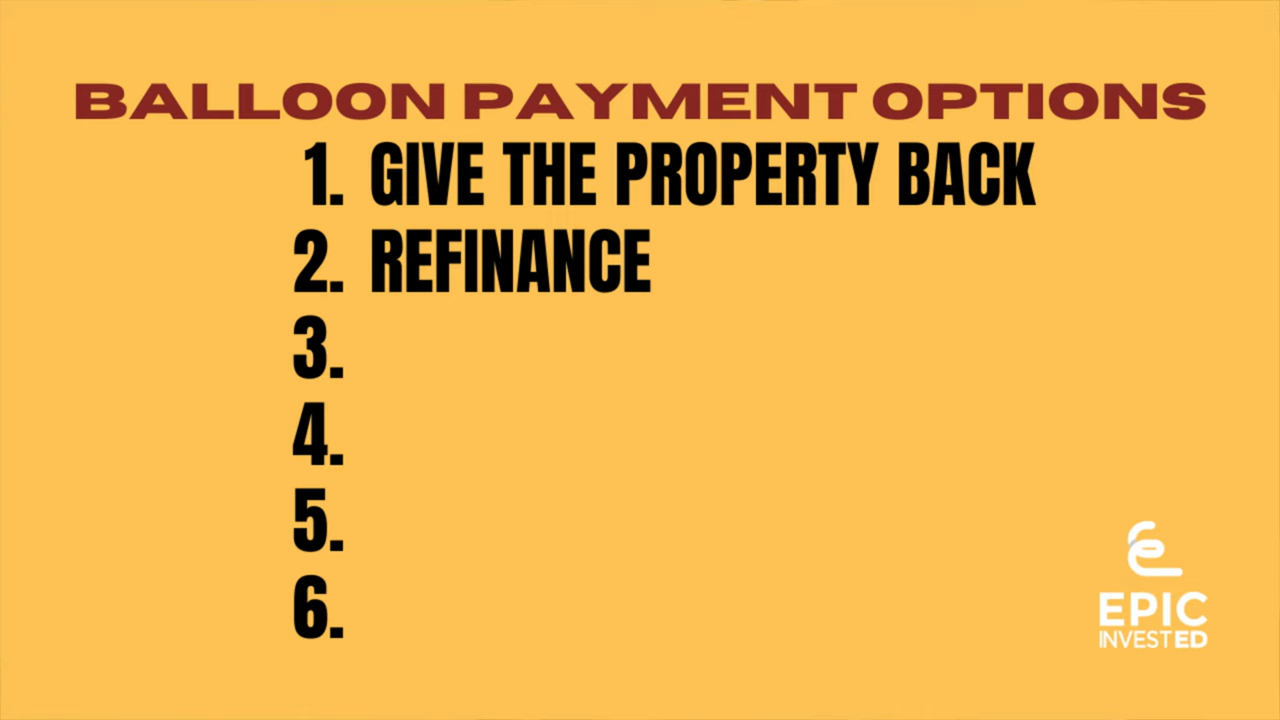 BALLOON PAYMENT OPTIONS
1. GIVE THE PROPERTY BACK
2. REFINANCE
3.
4.
5.
6.
EPIC
INVESTED